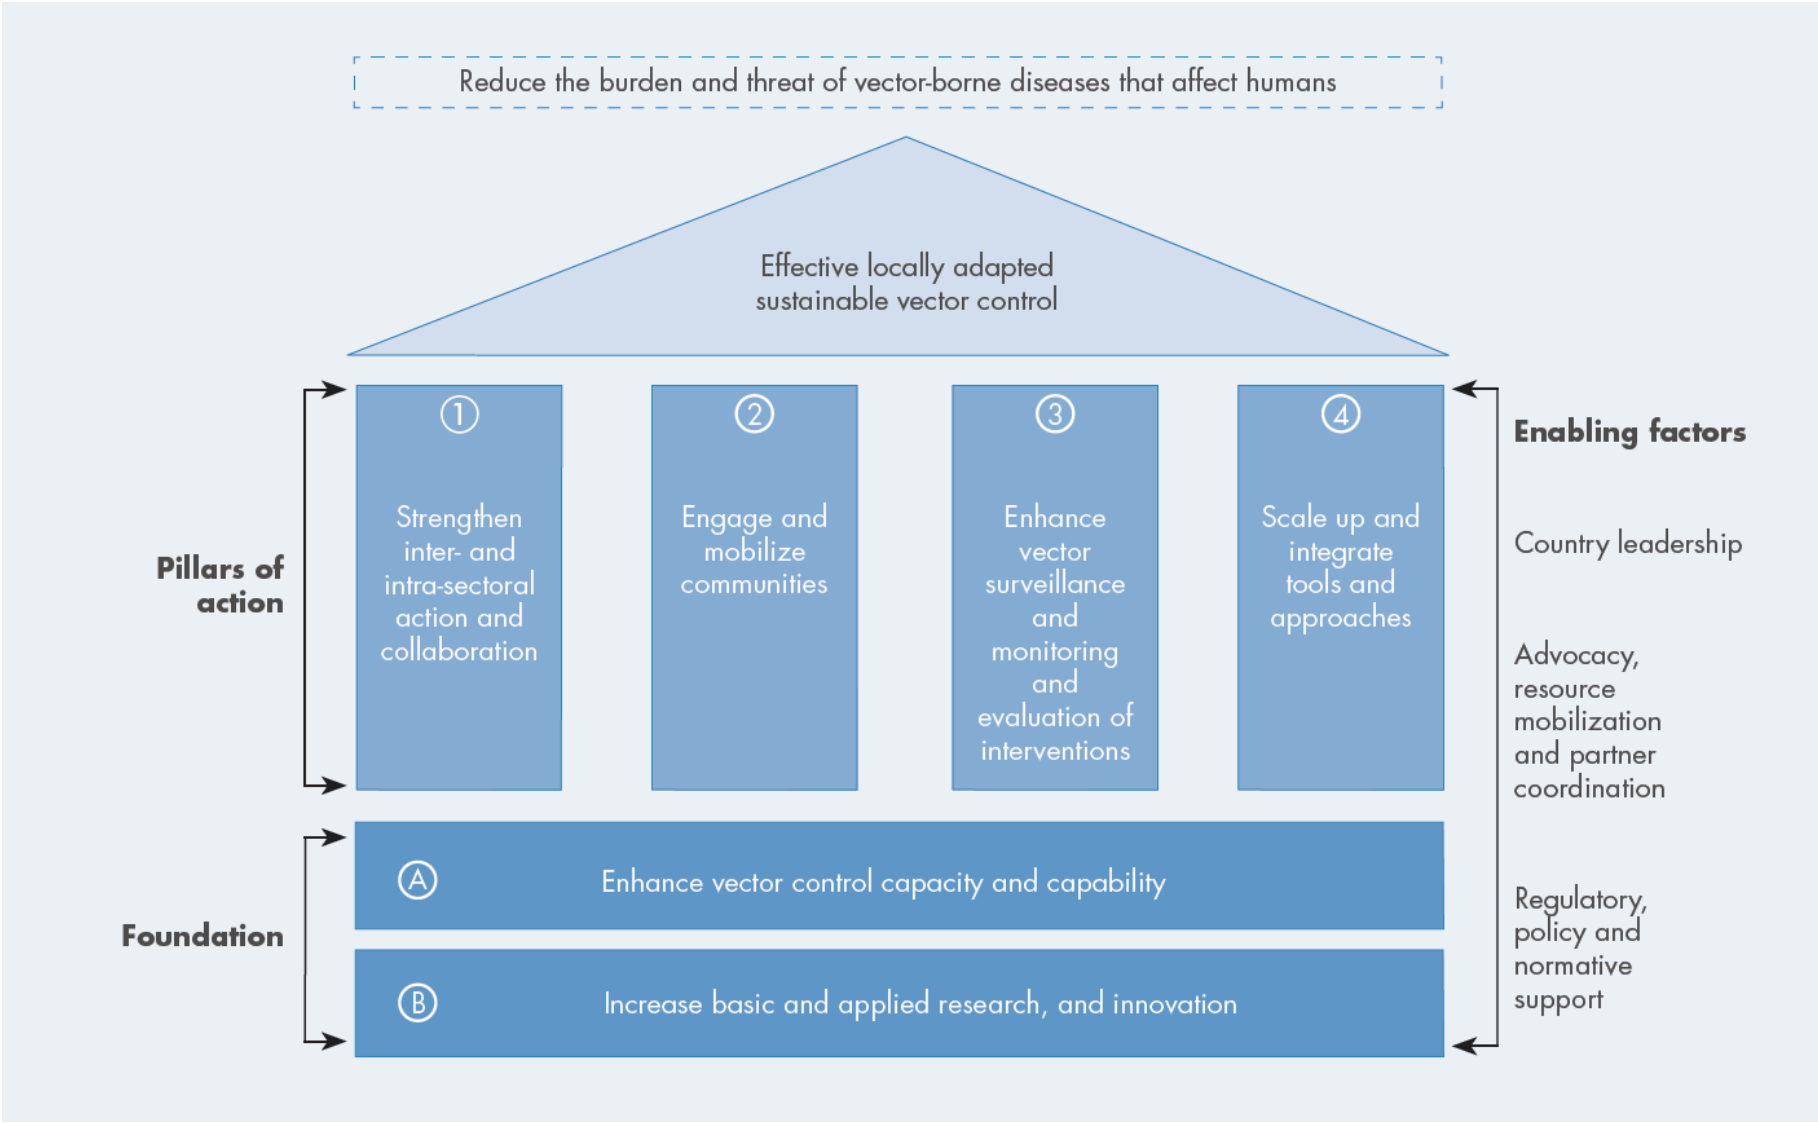 Reduce the burden and threat of vector-borne diseases that affect humans
Effective locally adapted
sustainable vector control
Pillars of
action
1
Strengthen
inter- and
intra-sectoral
action and
collaboration
2
Engage and
mobilize
communities
3
Enhance
vector
surveillance
and
monitoring
and
evaluation of
interventions
4
Scale up and
integrate
tools and
approaches
Enabling factors
Country leadership
Advocacy,
resource
mobilization
and partner
coordination
Regulatory,
policy and
normative
support
Foundation
A
Enhance vector control capacity and capability
B
Increase basic and applied research, and innovation